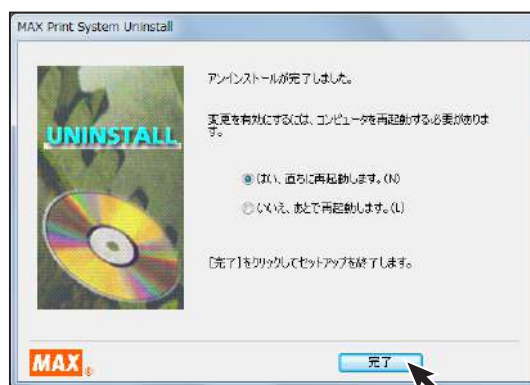 MAX Print System Uninstall
UNINSTALL
アンインストールが完了しました。
変更を有効にするには、コンピュータを再起動する必要がありま
す。
はい、直ちに再起動します。(N)
いいえ、あとで再起動します。(L)
[完了]をクリックしてセットアップを終了します。
MAX®
完了